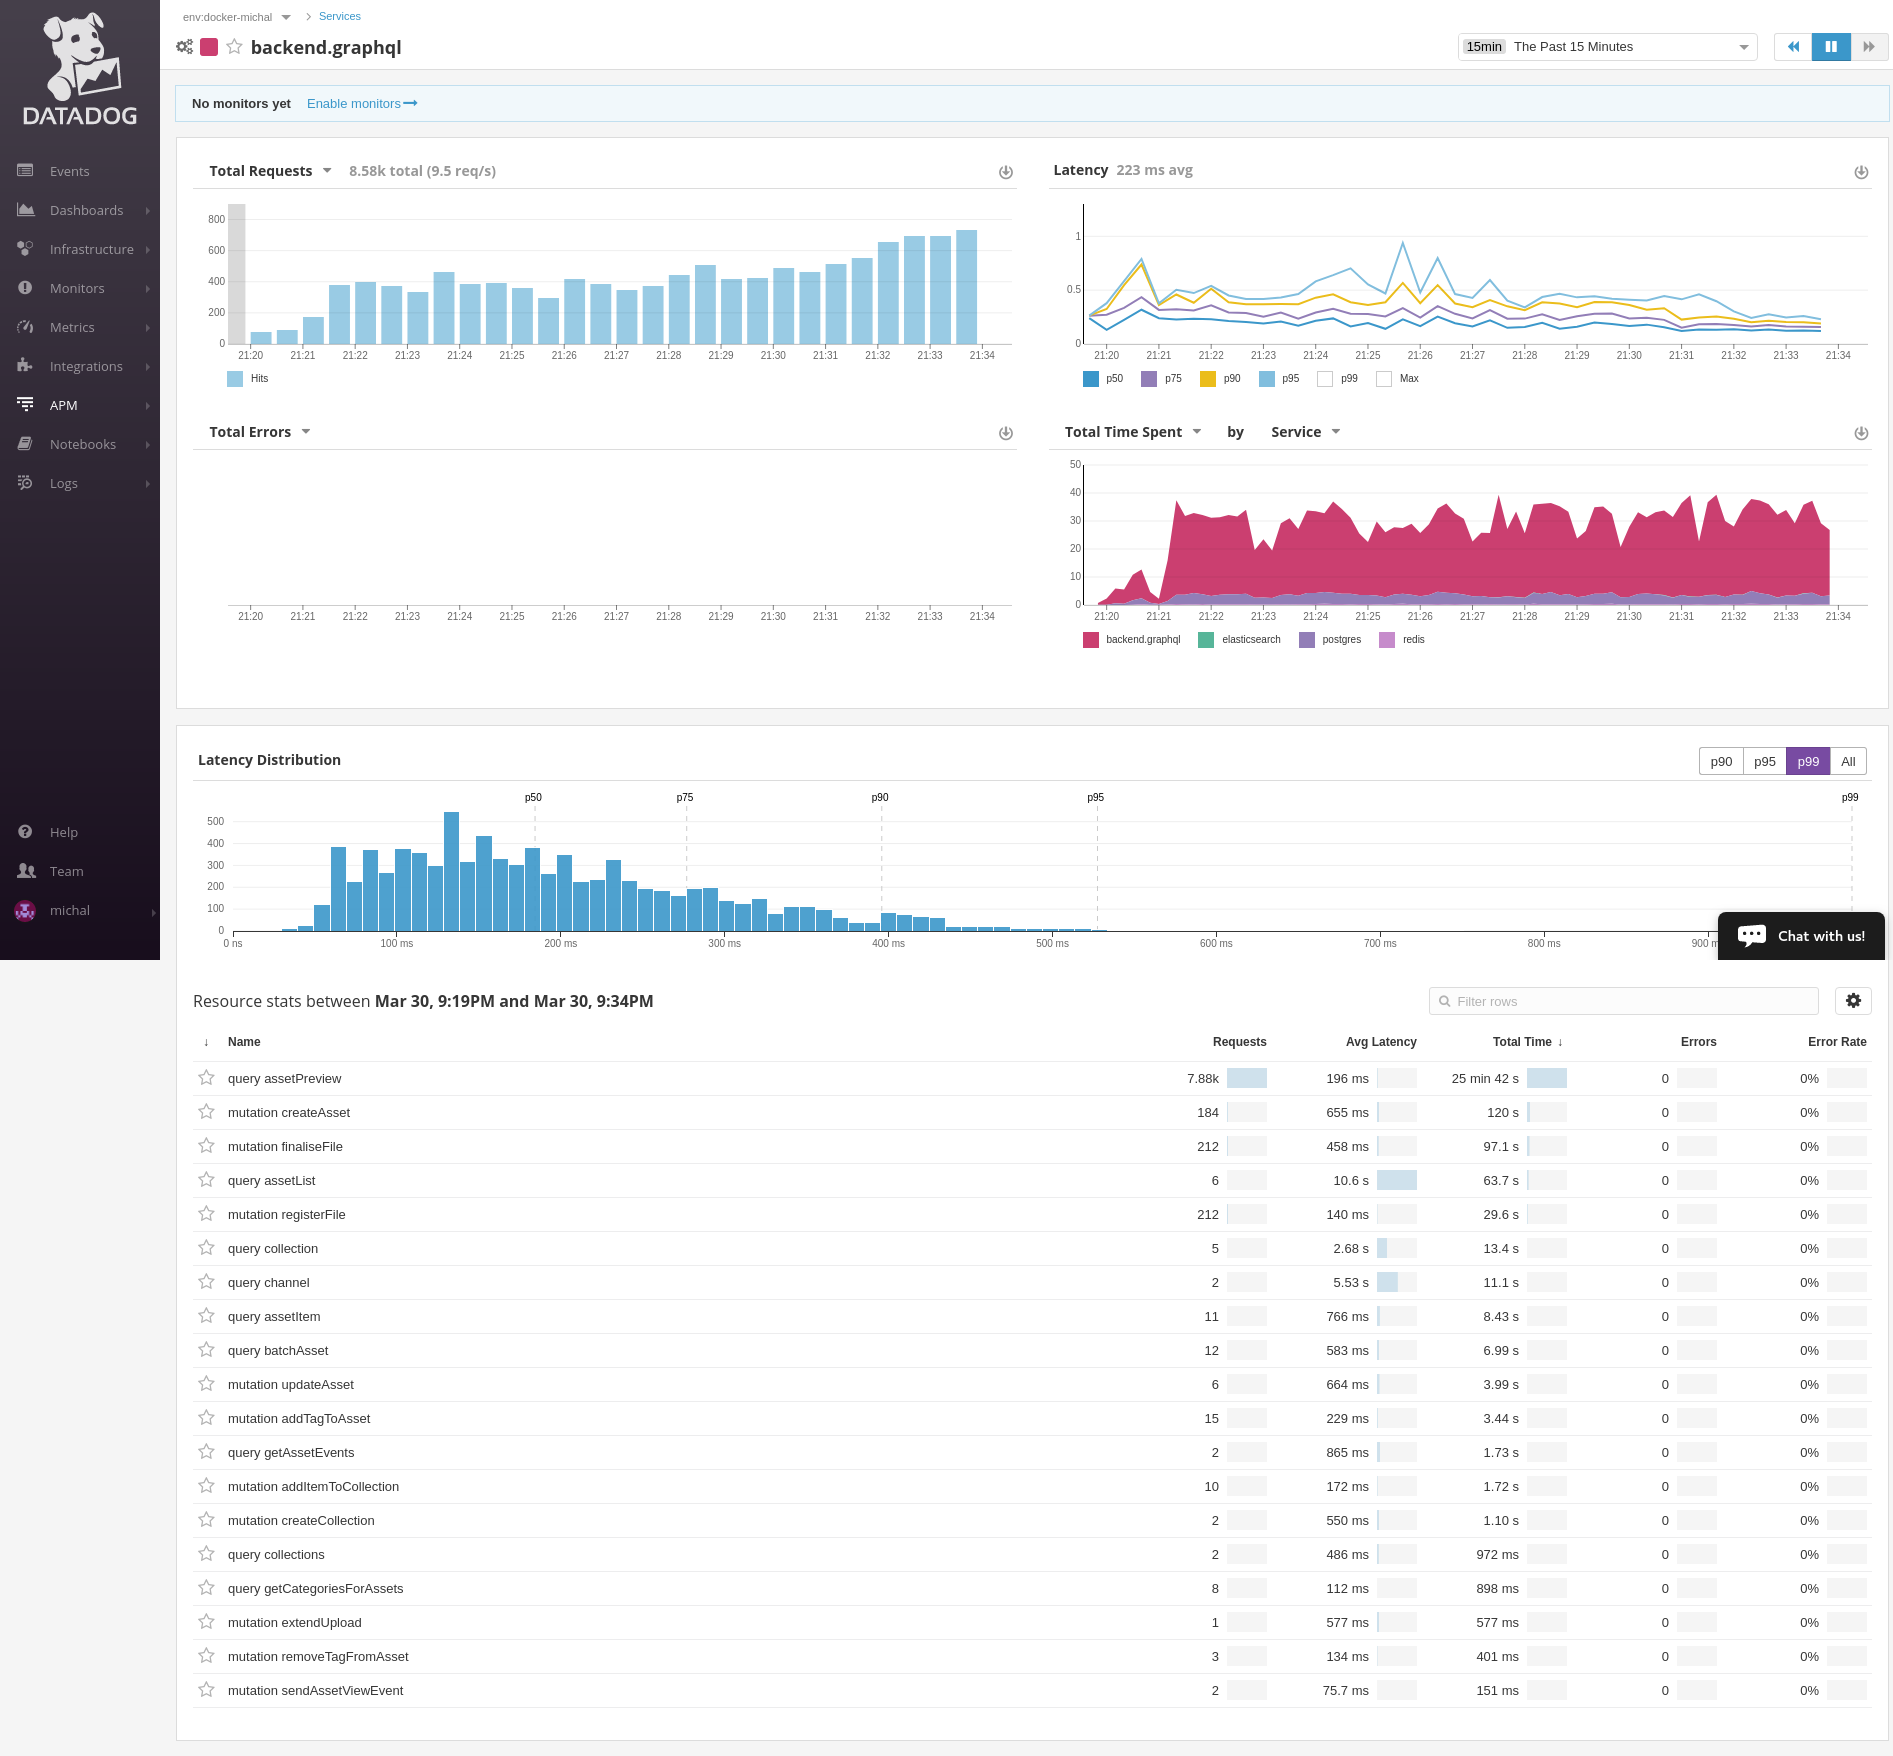 env:docker-michal Services
backend.graphql
15min The Past 15 Minutes
DATADOG
Events
Dashboards
Infrastructure
Monitors
Metrics
Integrations
APM
Notebooks
Logs
Help
Team
michal
No monitors yet Enable monitors
Total Requests 8.58k total (9.5 req/s)
800
600
400
200
0
21:20 21:21 21:22 21:23 21:24 21:25 21:26 21:27 21:28 21:29 21:30 21:31 21:32 21:33 21:34
Hits
Latency 223 ms avg
1
0.5
0
21:20 21:21 21:22 21:23 21:24 21:25 21:26 21:27 21:28 21:29 21:30 21:31 21:32 21:33 21:34
p50 p75 p90 p95 p99 Max
Total Errors
21:20 21:21 21:22 21:23 21:24 21:25 21:26 21:27 21:28 21:29 21:30 21:31 21:32 21:33 21:34
Total Time Spent by Service
50
40
30
20
10
0
21:20 21:21 21:22 21:23 21:24 21:25 21:26 21:27 21:28 21:29 21:30 21:31 21:32 21:33 21:34
backend.graphql elasticsearch postgres redis
Latency Distribution
p90 p95 p99 All
p50 p75 p90 p95 p99
500
400
300
200
100
0
0 ns 100 ms 200 ms 300 ms 400 ms 500 ms 600 ms 700 ms 800 ms 900 m
Chat with us!
Resource stats between Mar 30, 9:19PM and Mar 30, 9:34PM
Filter rows
↓ Name Requests Avg Latency Total Time ↓ Errors Error Rate
query assetPreview 7.88k 196 ms 25 min 42 s 0 0%
mutation createAsset 184 655 ms 120 s 0 0%
mutation finaliseFile 212 458 ms 97.1 s 0 0%
query assetList 6 10.6 s 63.7 s 0 0%
mutation registerFile 212 140 ms 29.6 s 0 0%
query collection 5 2.68 s 13.4 s 0 0%
query channel 2 5.53 s 11.1 s 0 0%
query assetItem 11 766 ms 8.43 s 0 0%
query batchAsset 12 583 ms 6.99 s 0 0%
mutation updateAsset 6 664 ms 3.99 s 0 0%
mutation addTagToAsset 15 229 ms 3.44 s 0 0%
query getAssetEvents 2 865 ms 1.73 s 0 0%
mutation addItemToCollection 10 172 ms 1.72 s 0 0%
mutation createCollection 2 550 ms 1.10 s 0 0%
query collections 2 486 ms 972 ms 0 0%
query getCategoriesForAssets 8 112 ms 898 ms 0 0%
mutation extendUpload 1 577 ms 577 ms 0 0%
mutation removeTagFromAsset 3 134 ms 401 ms 0 0%
mutation sendAssetViewEvent 2 75.7 ms 151 ms 0 0%